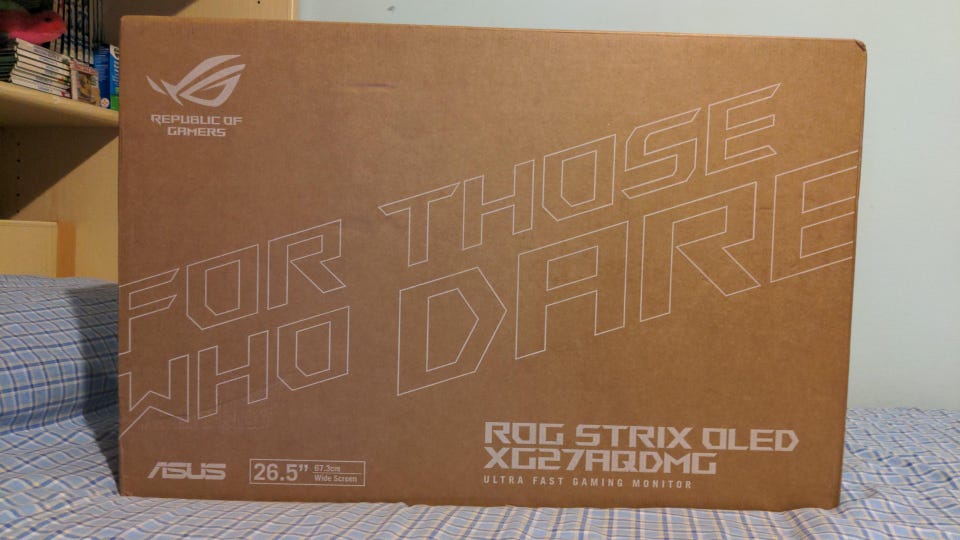 REPUBLIC OF
GAMERS
FOR THOSE
WHO DARE
ROG STRIX OLED
XG27AQDMG
ULTRA FAST GAMING MONITOR
ASUS
26.5”
67.3cm
Wide Screen